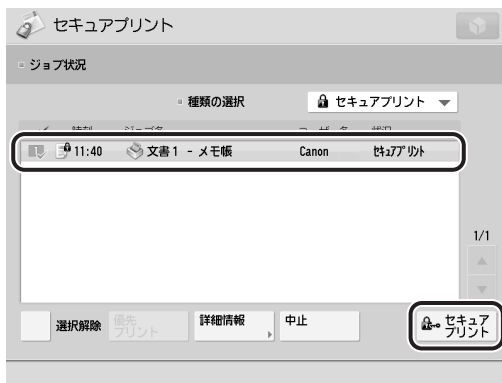 セキュアプリント
ジョブ状況
種類の選択
セキュアプリント
11:40 文書1 - メモ帳 Canon ｾｷｭｱﾌﾟﾘﾝﾄ
1/1
選択解除
優先
プリント
詳細情報
中止
セキュア
プリント